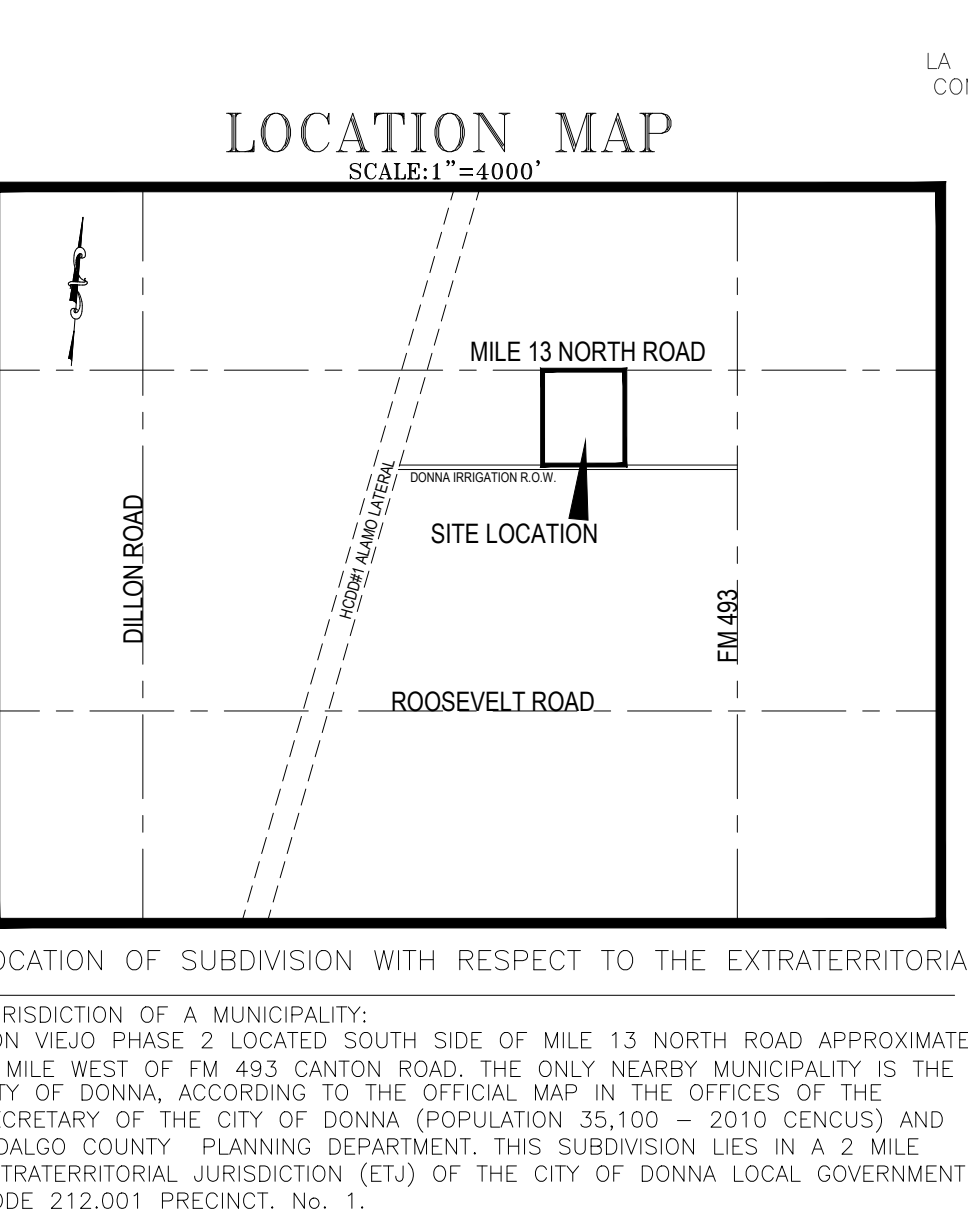 LA
CON
LOCATION MAP
SCALE:1"=4000'
MILE 13 NORTH ROAD
DONNA IRRIGATION R.O.W.
HCDD#1 ALAMO LATERAL
SITE LOCATION
DILLON ROAD
FM 493
ROOSEVELT ROAD
OCATION OF SUBDIVISION WITH RESPECT TO THE EXTRATERRITORIA
RISDICTION OF A MUNICIPALITY:
ON VIEJO PHASE 2 LOCATED SOUTH SIDE OF MILE 13 NORTH ROAD APPROXIMATE
MILE WEST OF FM 493 CANTON ROAD. THE ONLY NEARBY MUNICIPALITY IS THE
TY OF DONNA, ACCORDING TO THE OFFICIAL MAP IN THE OFFICES OF THE
ECRETARY OF THE CITY OF DONNA (POPULATION 35,100 – 2010 CENCUS) AND
DALGO COUNTY PLANNING DEPARTMENT. THIS SUBDIVISION LIES IN A 2 MILE
TRATERRITORIAL JURISDICTION (ETJ) OF THE CITY OF DONNA LOCAL GOVERNMENT
ODE 212.001 PRECINCT. No. 1.